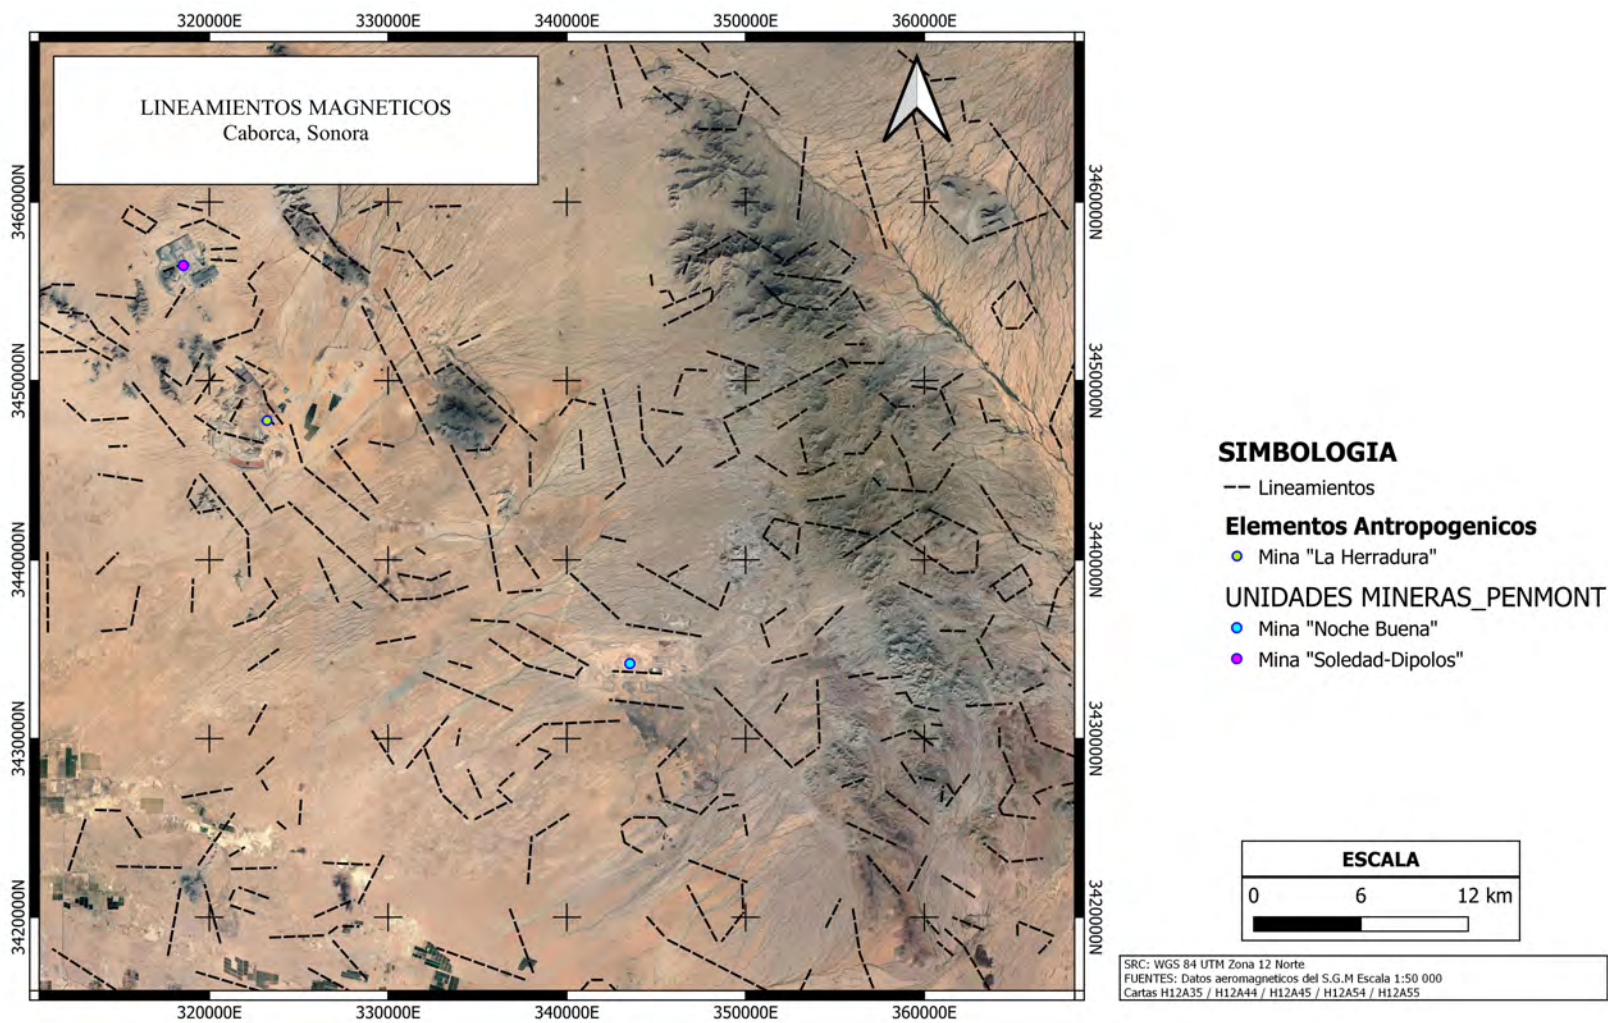 320000E 330000E 340000E 350000E 360000E
LINEAMIENTOS MAGNETICOS
Caborca, Sonora
3460000N
3450000N
3440000N
3430000N
3420000N
3460000N
3450000N
3440000N
3430000N
3420000N
SIMBOLOGIA
Lineamientos
Elementos Antropogenicos
Mina "La Herradura"
UNIDADES MINERAS_PENMONT
Mina "Noche Buena"
Mina "Soledad-Dipolos"
ESCALA
0 6 12 km
SRC: WGS 84 UTM Zona 12 Norte
FUENTES: Datos aeromagneticos del S.G.M Escala 1:50 000
Cartas H12A35 / H12A44 / H12A45 / H12A54 / H12A55
320000E 330000E 340000E 350000E 360000E